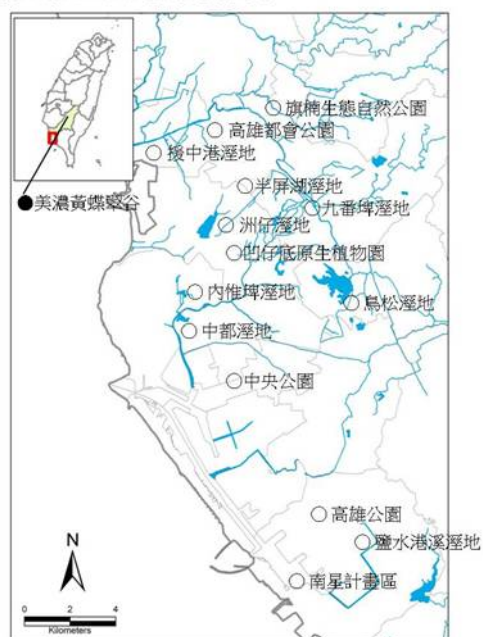 旗楠生態自然公園
高雄都會公園
援中港溼地
半屏湖溼地
美濃黃蝶翠谷
九番埤溼地
洲仔溼地
凹仔底原生植物園
內惟埤溼地
鳥松溼地
中都溼地
中央公園
高雄公園
鹽水港溪溼地
南星計畫區
N
0 2 4
Kilometers